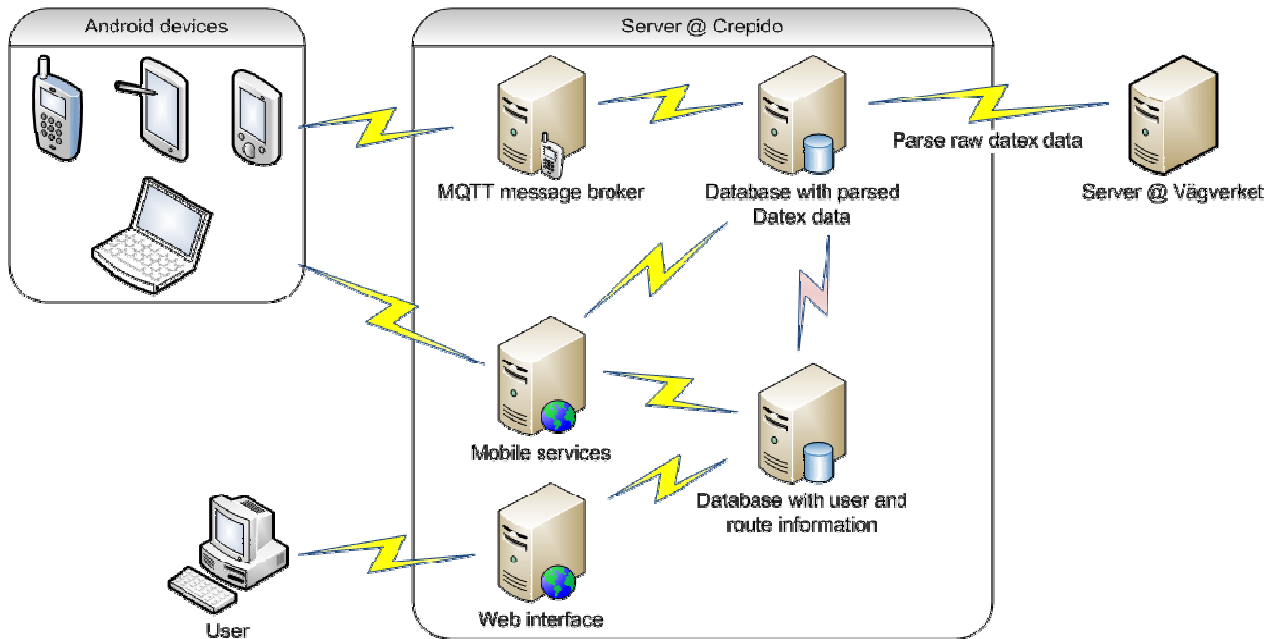 Android devices
Server @ Crepido
MQTT message broker
Database with parsed
Datex data
Parse raw datex data
Server @ Vägverket
Mobile services
Database with user and
route information
Web interface
User